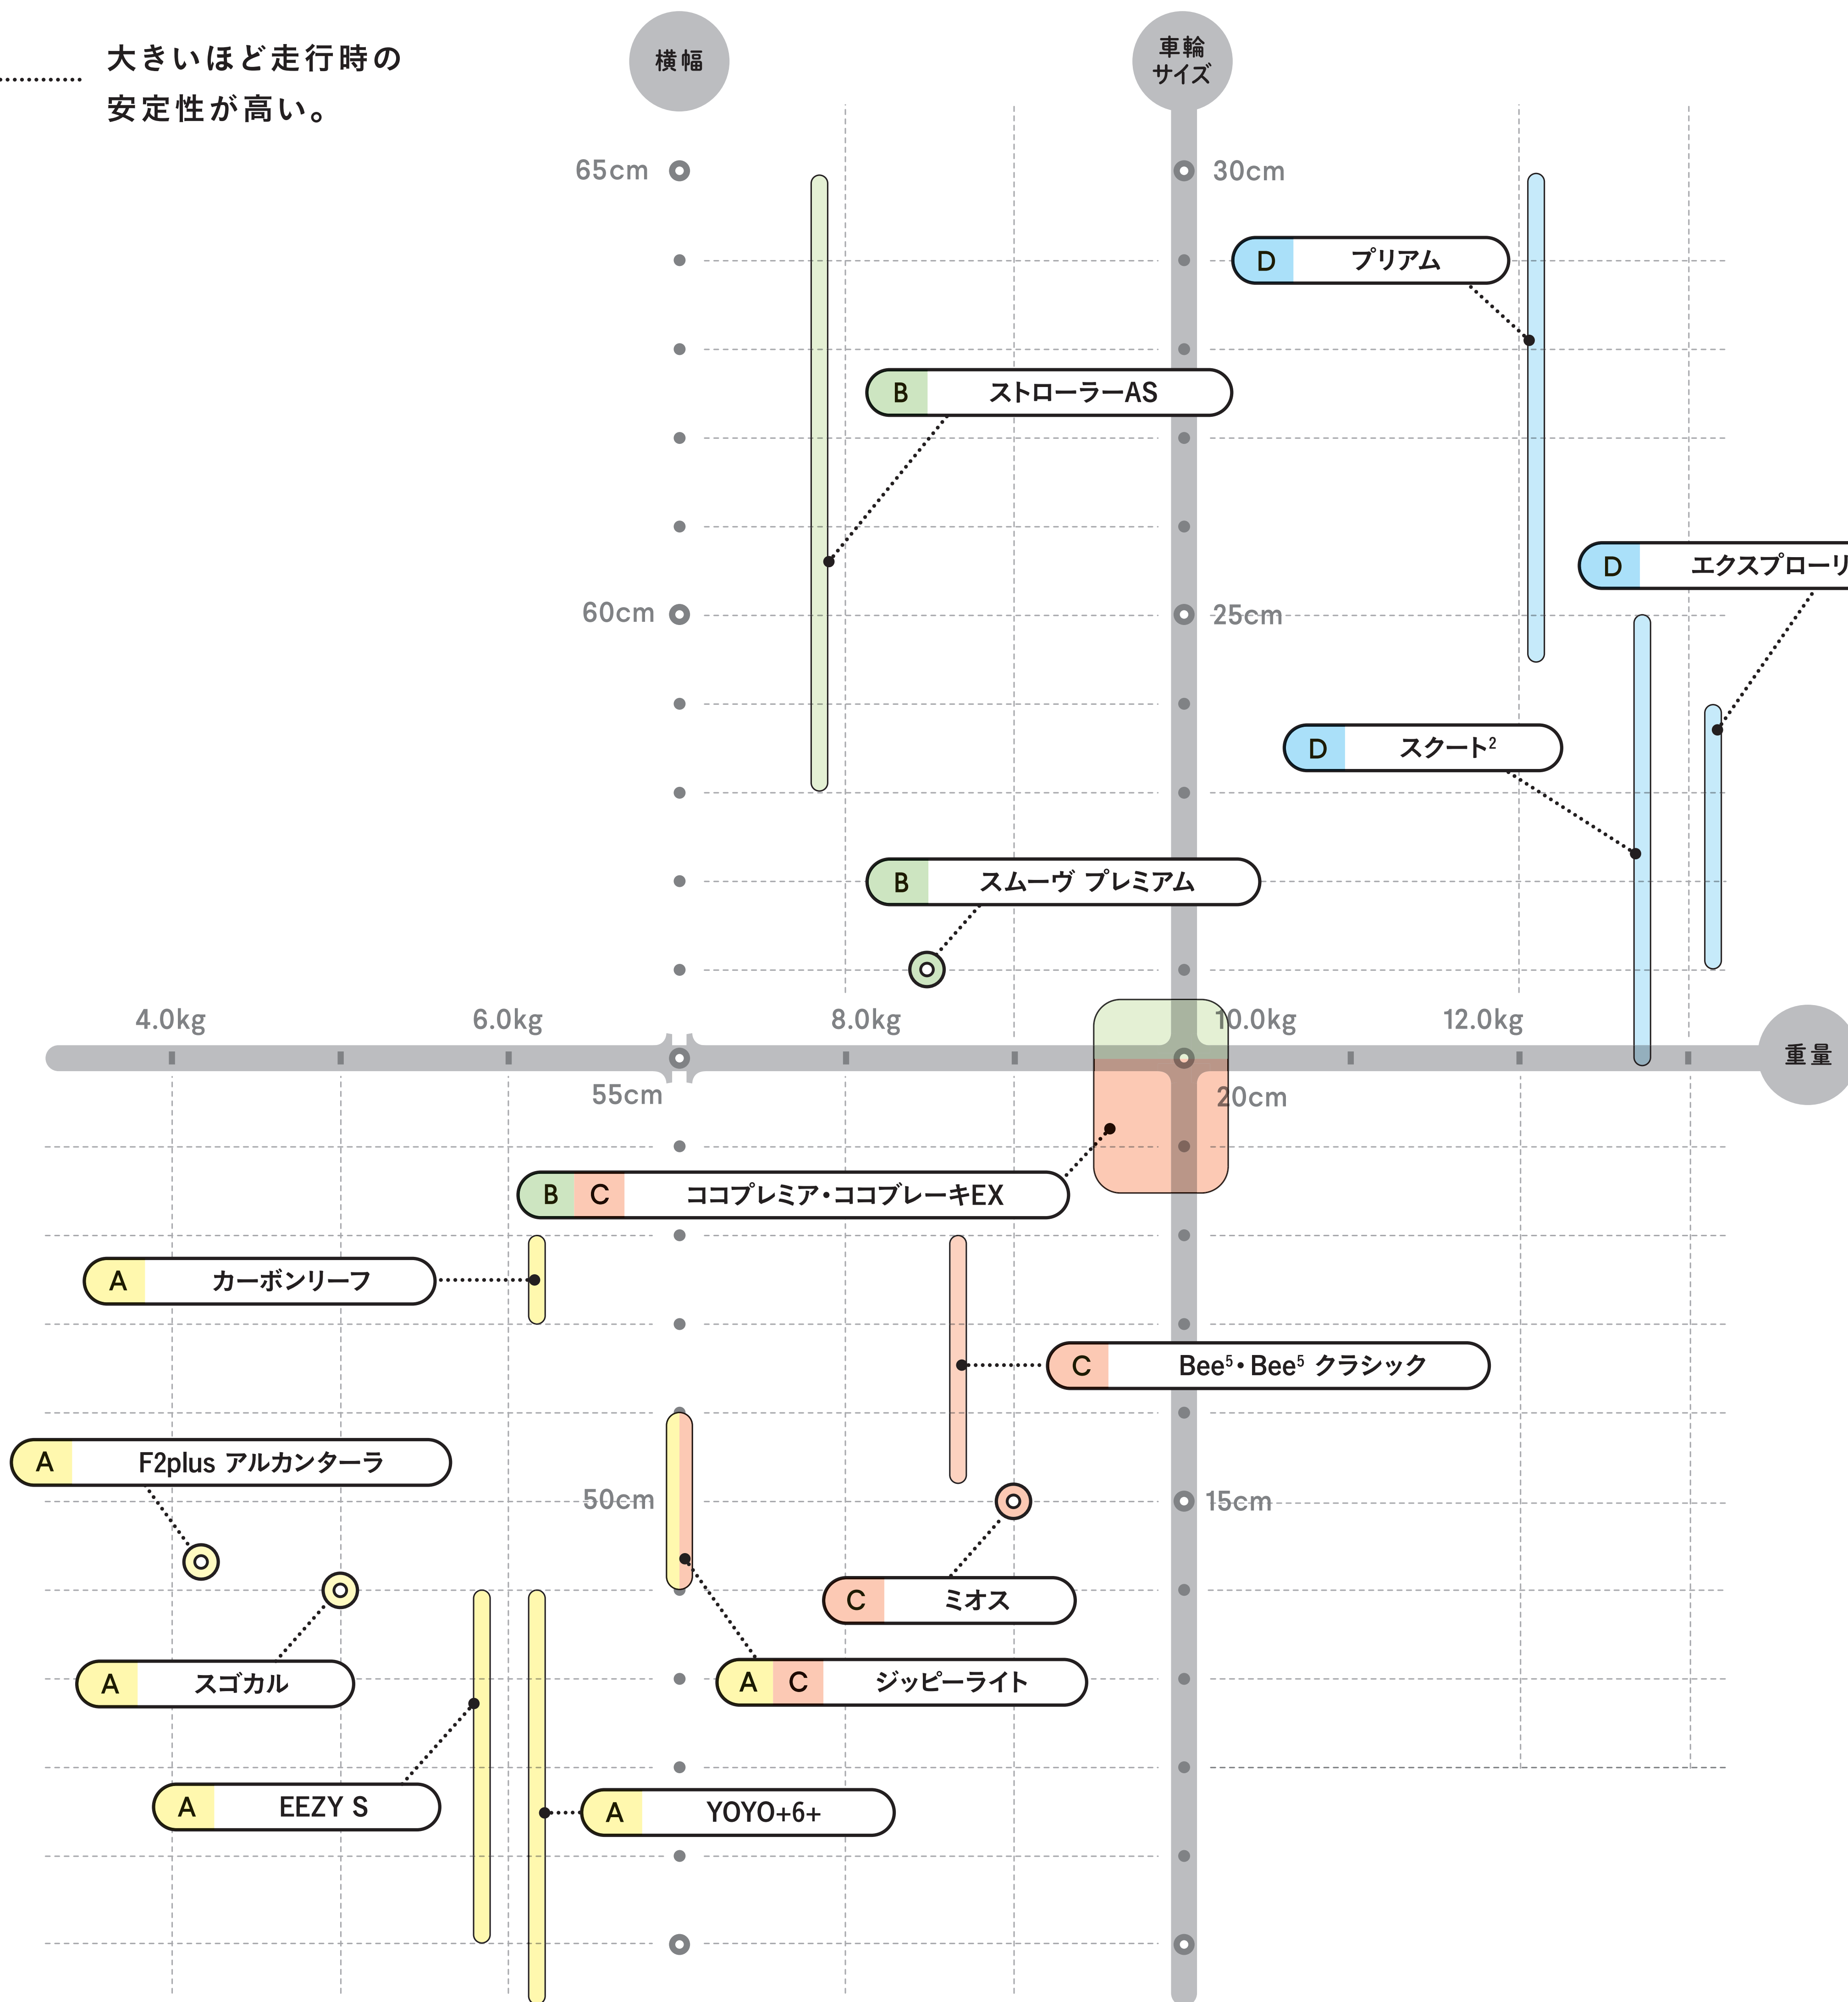 大きいほど走行時の
安定性が高い。
横幅
車輪
サイズ
65cm
30cm
D プリアム
B ストローラーAS
D エクスプローリ
60cm
25cm
D スクート²
B スムーヴ プレミアム
4.0kg
6.0kg
8.0kg
10.0kg
12.0kg
重量
55cm
20cm
B C ココプレミア・ココブレーキEX
A カーボンリーフ
C Bee⁵・Bee⁵ クラシック
A F2plus アルカンターラ
50cm
15cm
C ミオス
A スゴカル
A C ジッピーライト
A EEZY S
A YOYO+6+